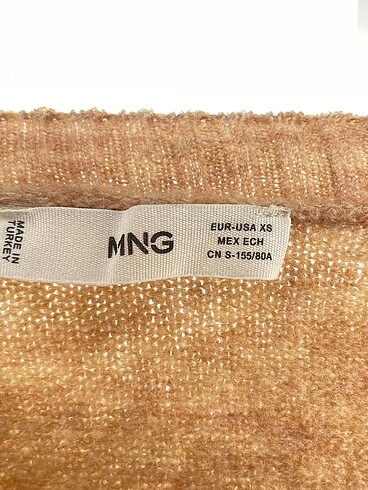 MADE IN
TURKEY
MNG
EUR-USA XS
MEX ECH
CN S-155/80A